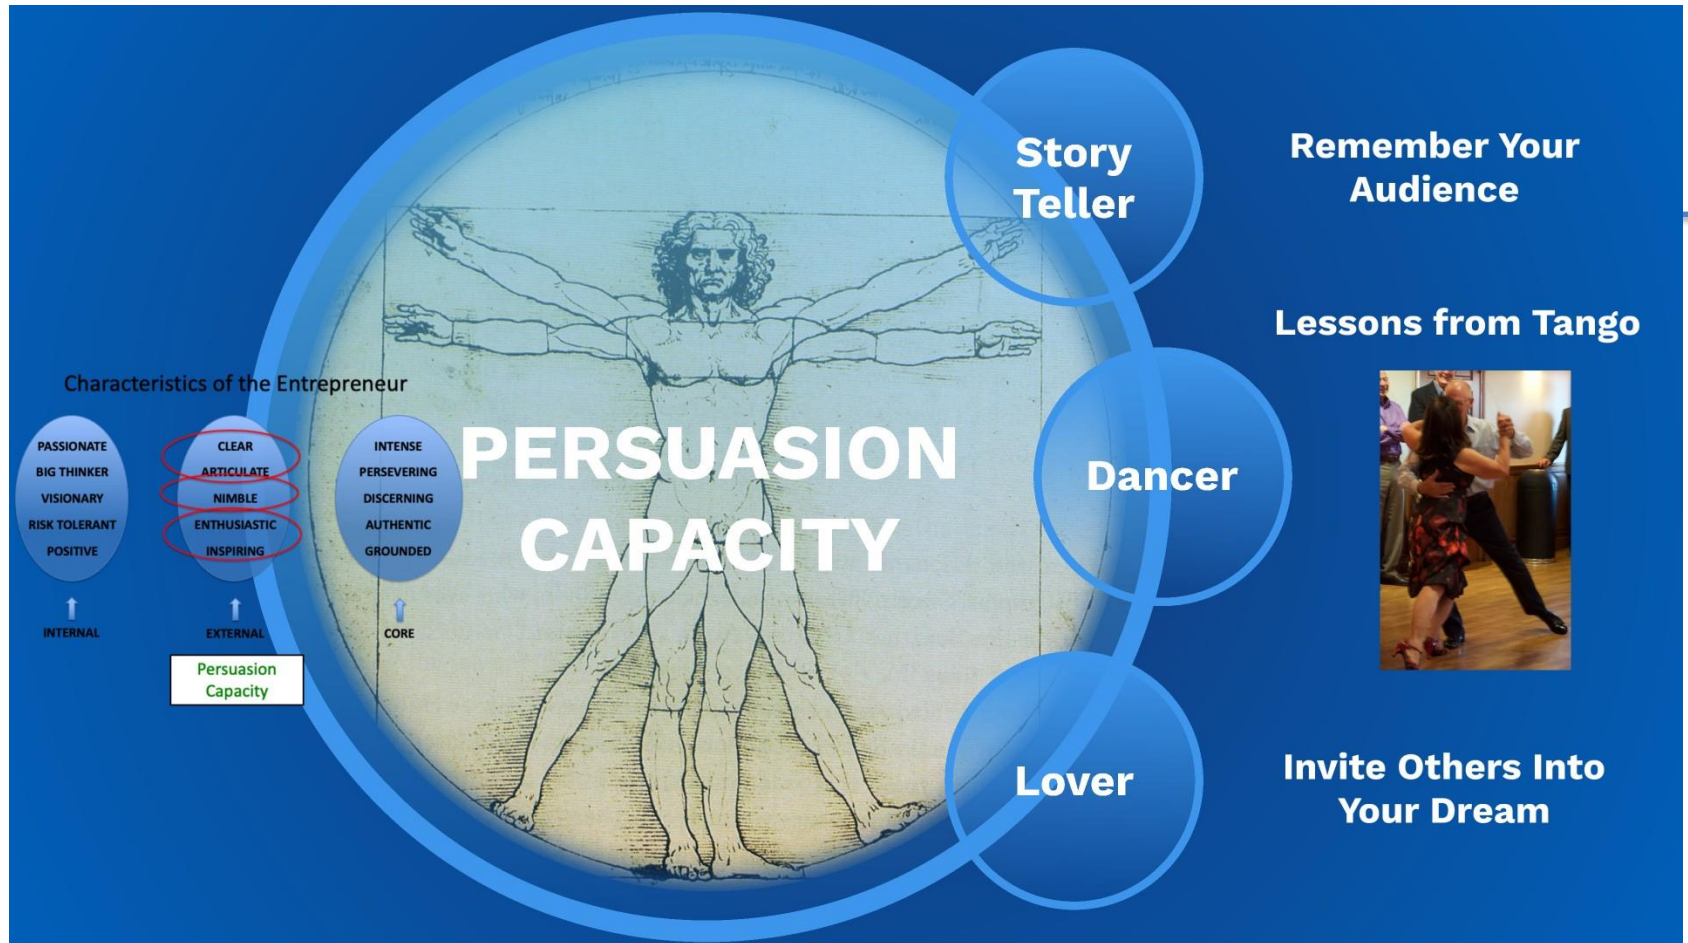 Characteristics of the Entrepreneur
PASSIONATE
BIG THINKER
VISIONARY
RISK TOLERANT
POSITIVE
INTERNAL
CLEAR
ARTICULATE
NIMBLE
ENTHUSIASTIC
INSPIRING
EXTERNAL
Persuasion
Capacity
INTENSE
PERSEVERING
DISCERNING
AUTHENTIC
GROUNDED
CORE
PERSUASION
CAPACITY
Story
Teller
Remember Your
Audience
Dancer
Lessons from Tango
Lover
Invite Others Into
Your Dream